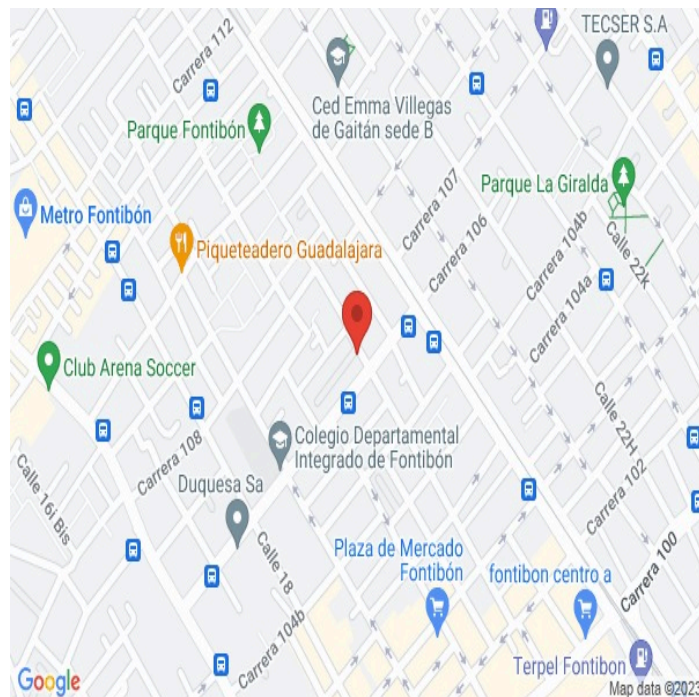 TECSER S.A
Carrera 112
Ced Emma Villegas
de Gaitán sede B
Parque Fontibón
Carrera 107
Parque La Giralda
Metro Fontibón
Carrera 106
Carrera 104b
Calle 22k
Piqueteadero Guadalajara
Carrera 104a
Club Arena Soccer
Calle 22H
Colegio Departamental
Integrado de Fontibón
Carrera 108
Carrera 102
Calle 16i Bis
Duquesa Sa
Carrera 100
Plaza de Mercado
Fontibón
fontibon centro a
Calle 18
Carrera 104b
Terpel Fontibon
Google
Map data ©2023